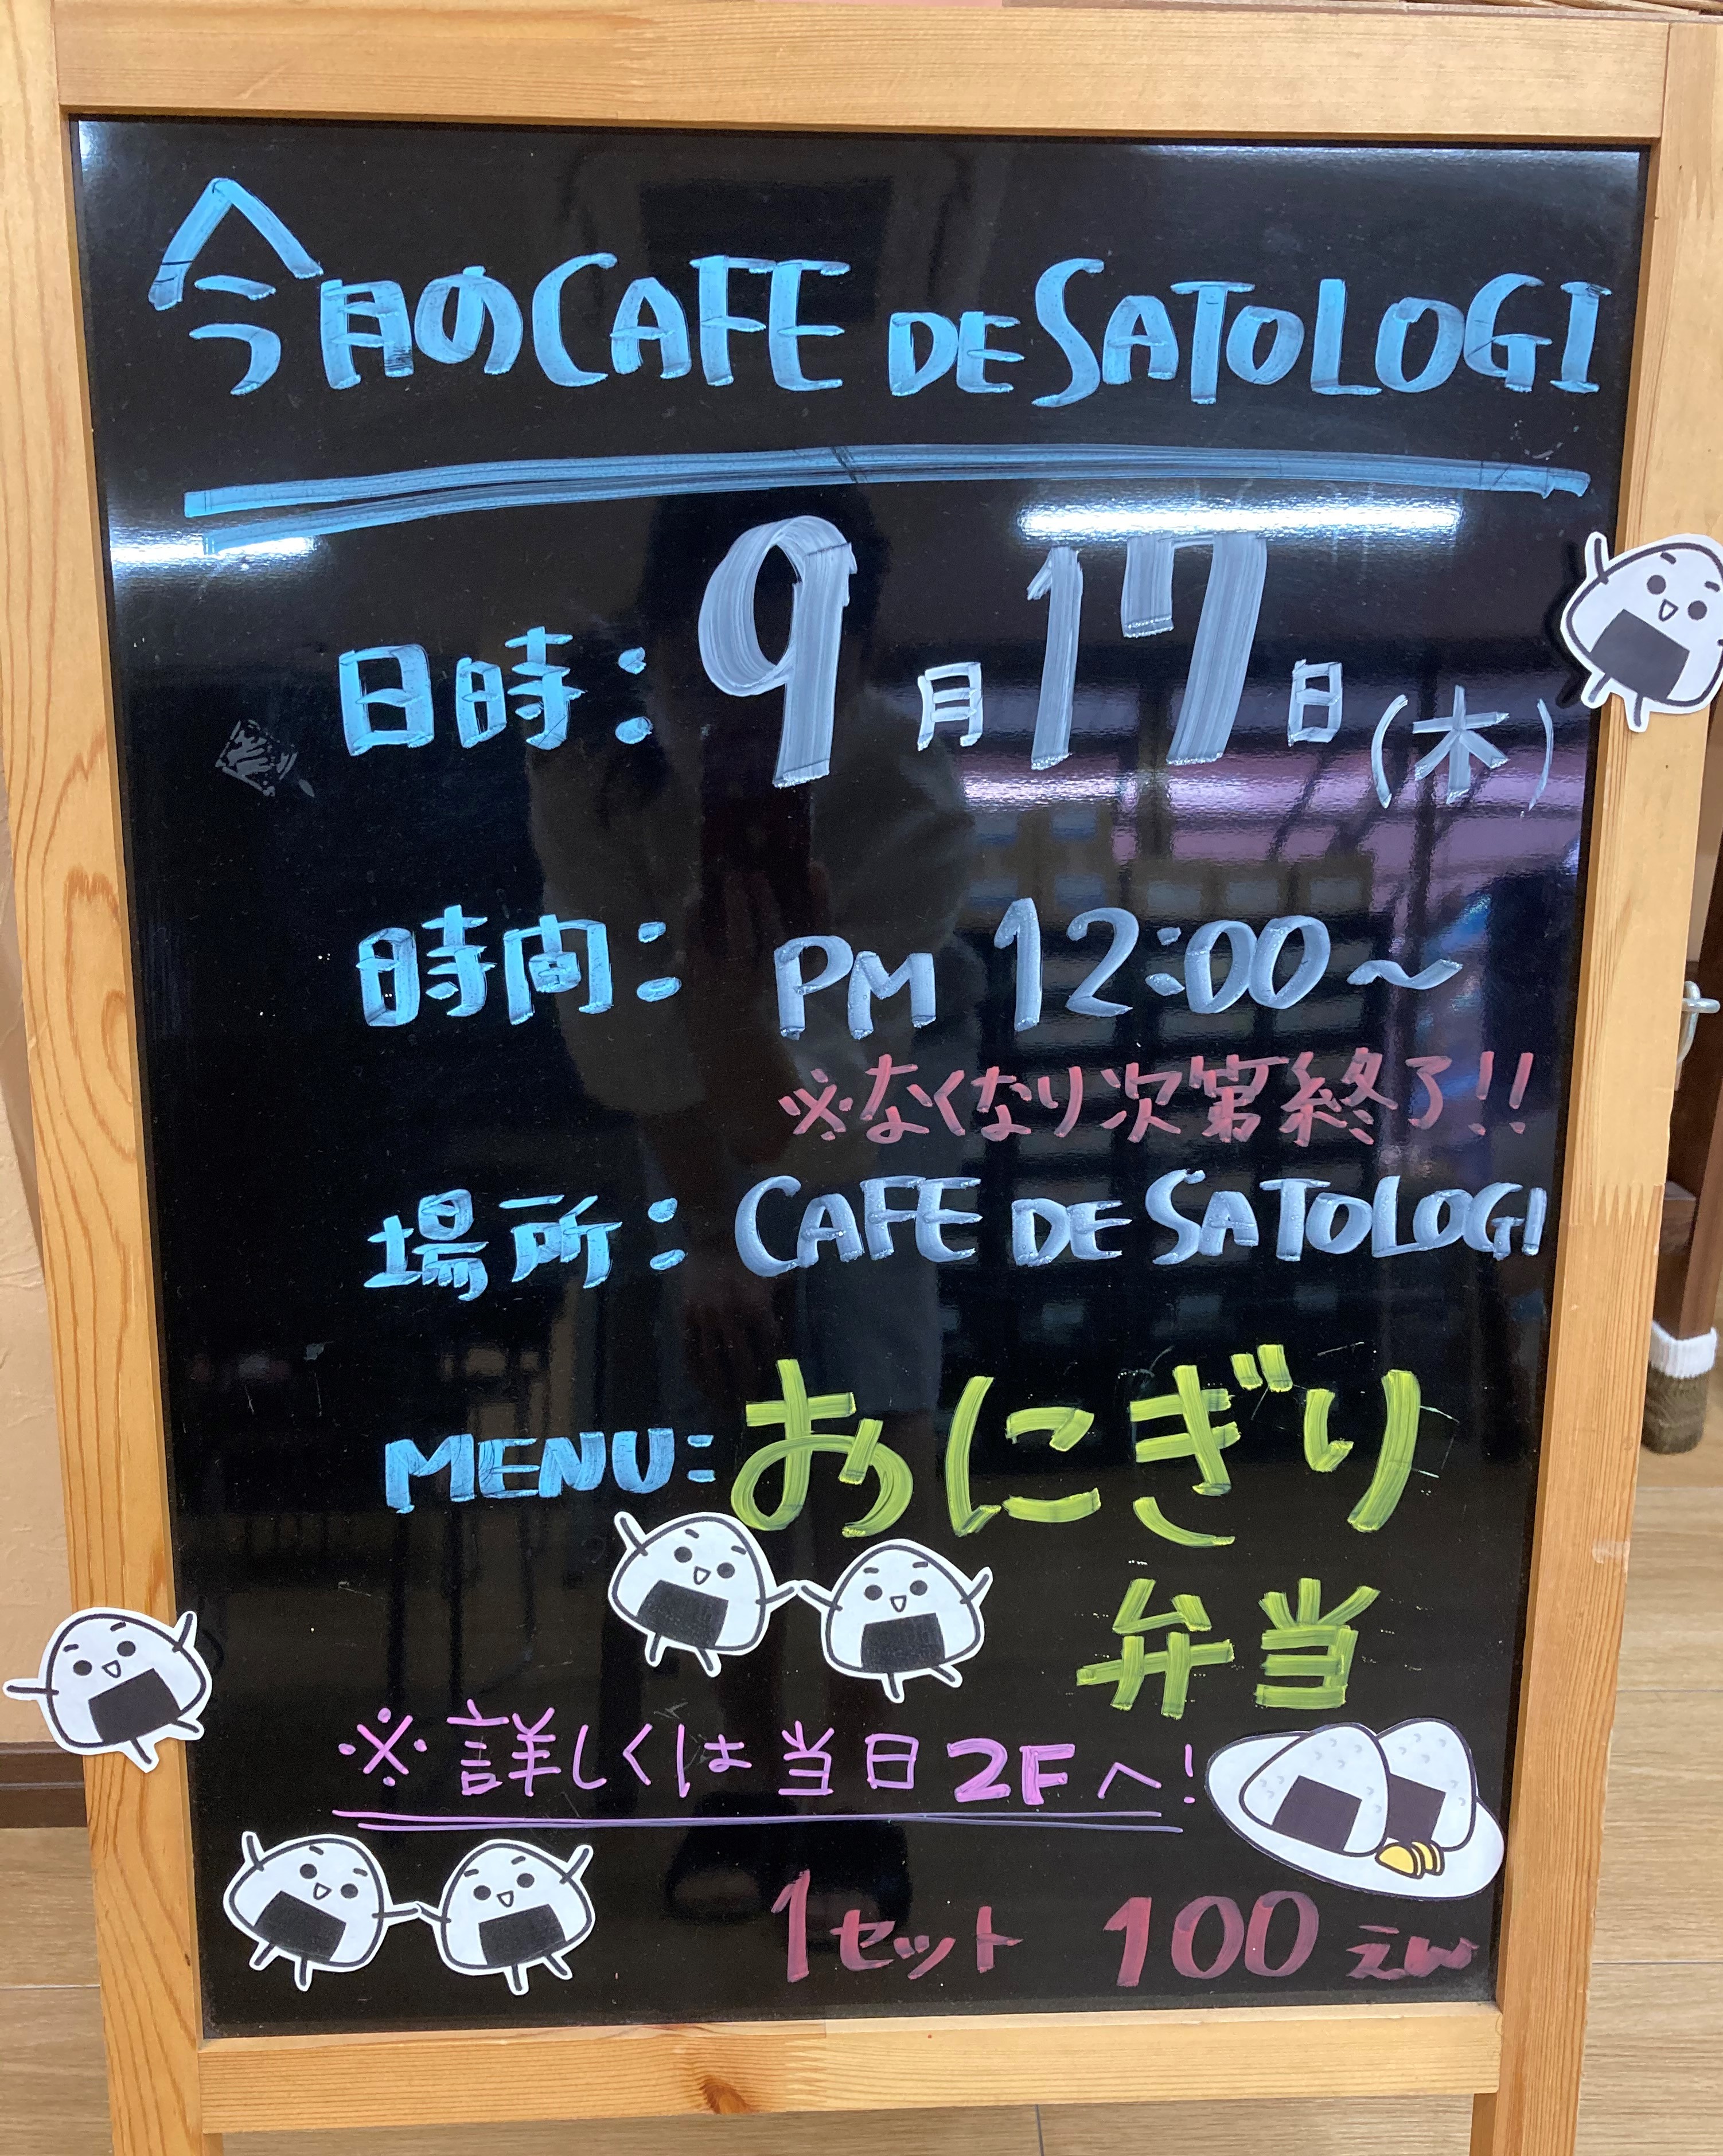 今月のCAFE DE SATOLOGI
日時：9月17日(木)
時間：PM 12:00～
※なくなり次第終了!!
場所：CAFE DE SATOLOGI
MENU：おにぎり
弁当
※詳しくは当日2Fへ!
1セット 100えん